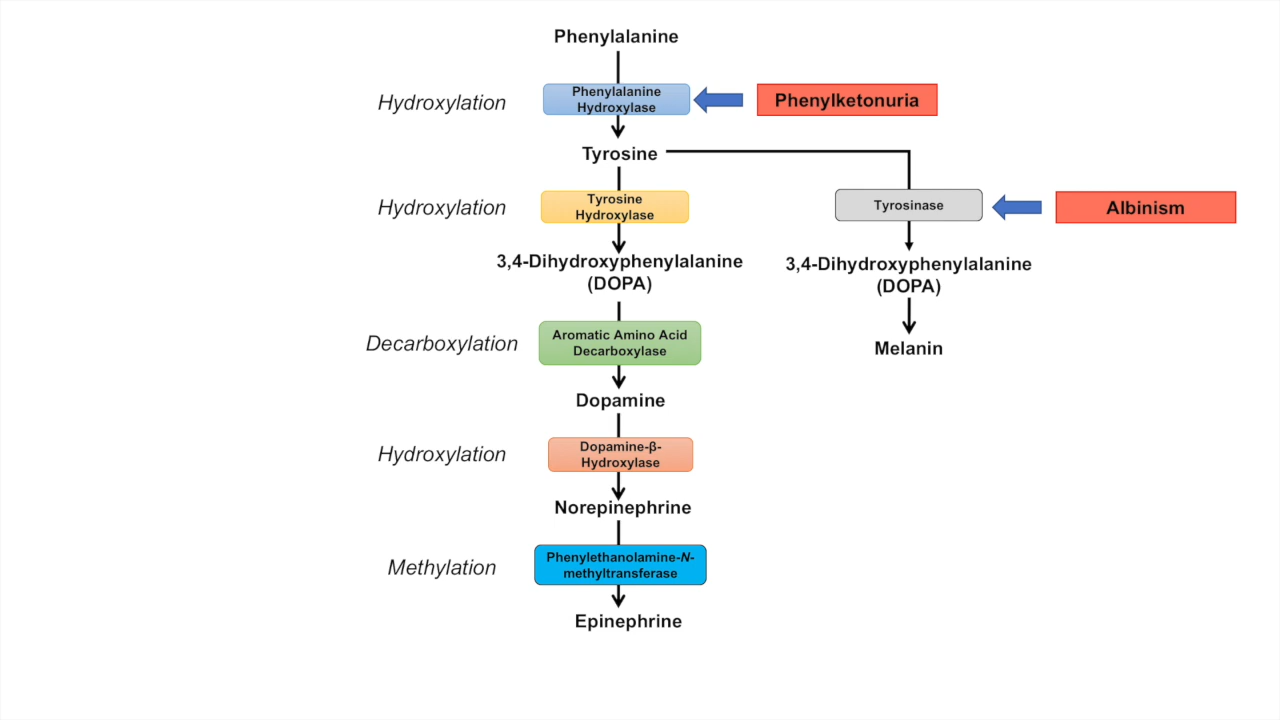 Phenylalanine
Hydroxylation
Phenylalanine
Hydroxylase
Phenylketonuria
Tyrosine
Hydroxylation
Tyrosine
Hydroxylase
Tyrosinase
Albinism
3,4-Dihydroxyphenylalanine
(DOPA)
3,4-Dihydroxyphenylalanine
(DOPA)
Decarboxylation
Aromatic Amino Acid
Decarboxylase
Melanin
Dopamine
Hydroxylation
Dopamine-β-
Hydroxylase
Norepinephrine
Methylation
Phenylethanolamine-N-
methyltransferase
Epinephrine